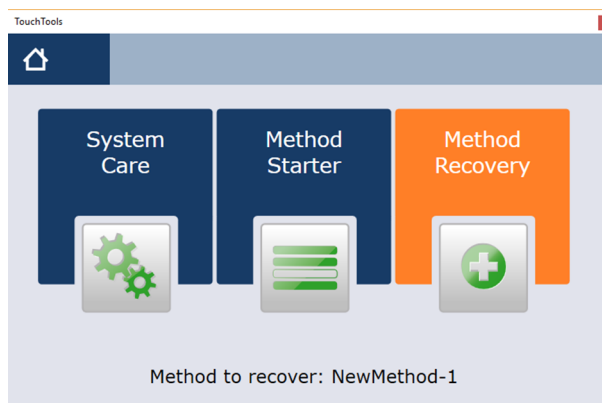 TouchTools
System
Care
Method
Starter
Method
Recovery
Method to recover: NewMethod-1